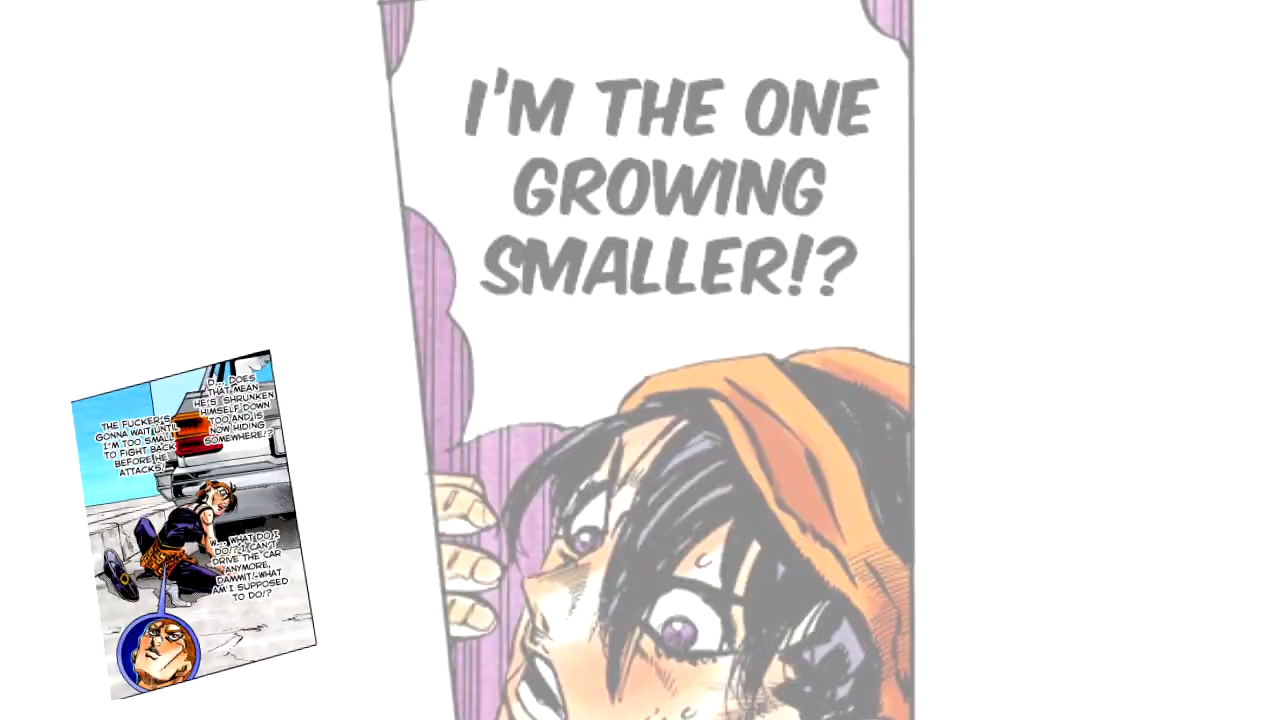 I'M THE ONE
GROWING
SMALLER!?
D... DOES
THAT MEAN
HE'S SHRUNKEN
HIMSELF DOWN
TOO AND IS
NOW HIDING
SOMEWHERE!?
THE FUCKER'S
GONNA WAIT UNTIL
I'M TOO SMALL
TO FIGHT BACK
BEFORE HE
ATTACKS!
W... WHAT DO I
DO!? I CAN'T
DRIVE THE CAR
ANYMORE,
DAMMIT! WHAT
AM I SUPPOSED
TO DO!?